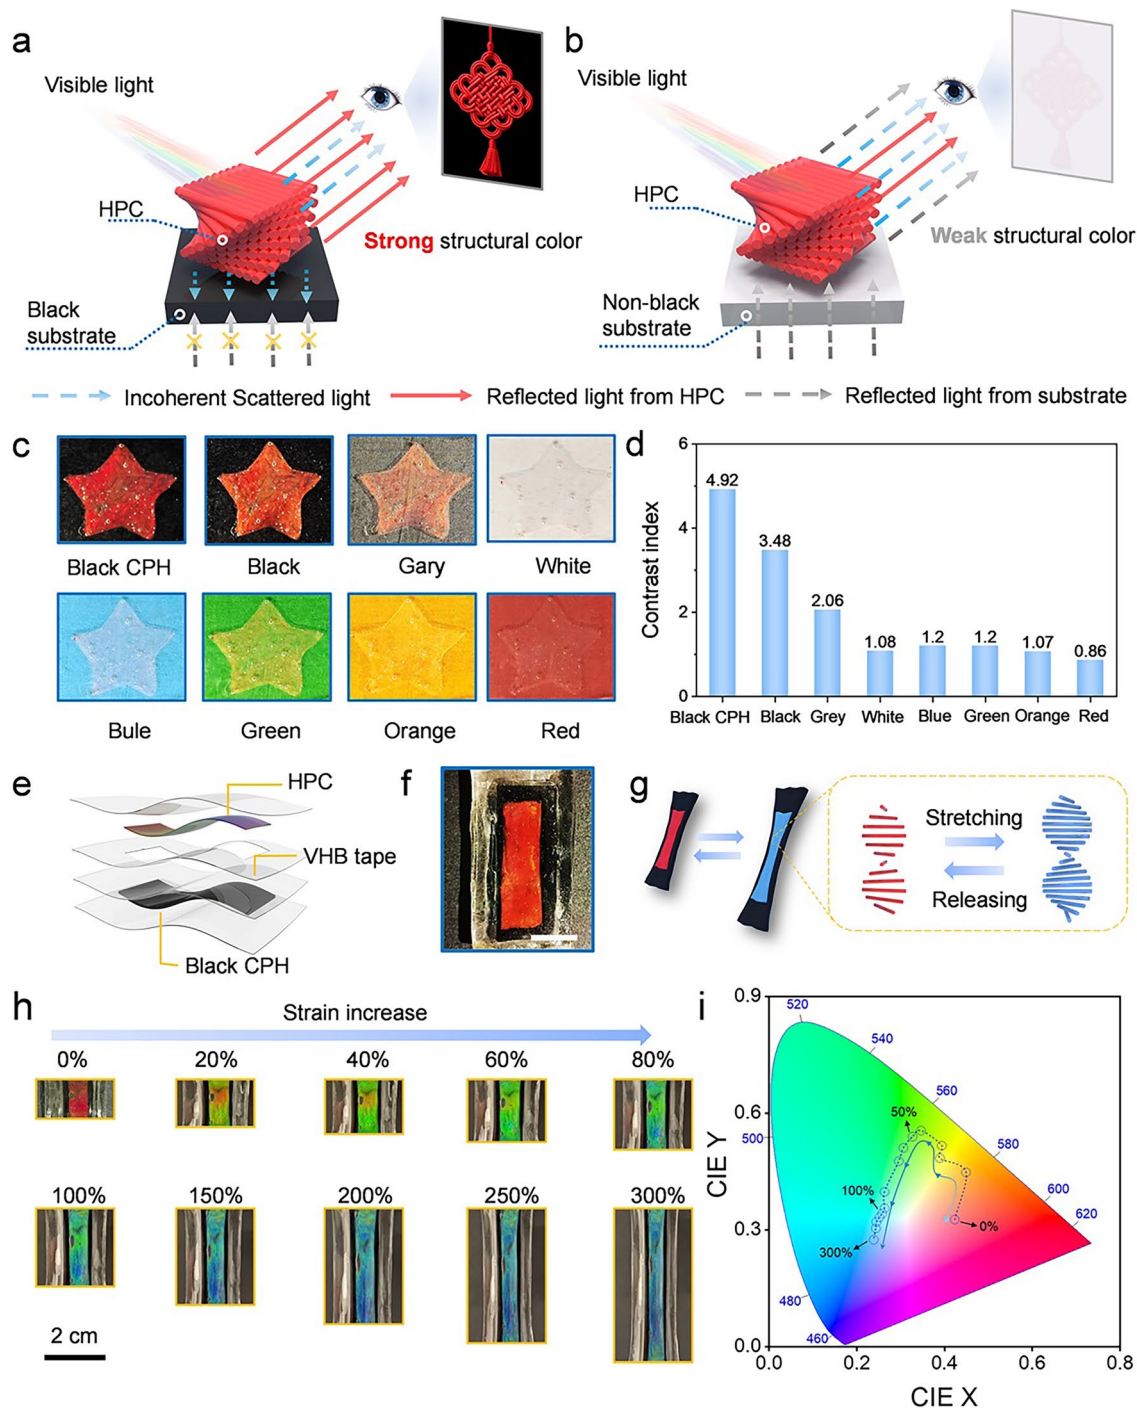 a
Visible light
HPC
Strong structural color
Black
substrate
b
Visible light
HPC
Weak structural color
Non-black
substrate
Incoherent Scattered light
Reflected light from HPC
Reflected light from substrate
c
Black CPH
Black
Gary
White
Bule
Green
Orange
Red
d
Contrast index
6
4
2
0
4.92
3.48
2.06
1.08
1.2
1.2
1.07
0.86
Black CPH
Black
Grey
White
Blue
Green
Orange
Red
e
HPC
VHB tape
Black CPH
f
g
Stretching
Releasing
h
Strain increase
0%
20%
40%
60%
80%
100%
150%
200%
250%
300%
2 cm
i
CIE Y
0.9
0.6
0.3
0.0
520
540
560
500
580
600
620
480
460
50%
100%
300%
0%
0.0
0.2
0.4
0.6
0.8
CIE X